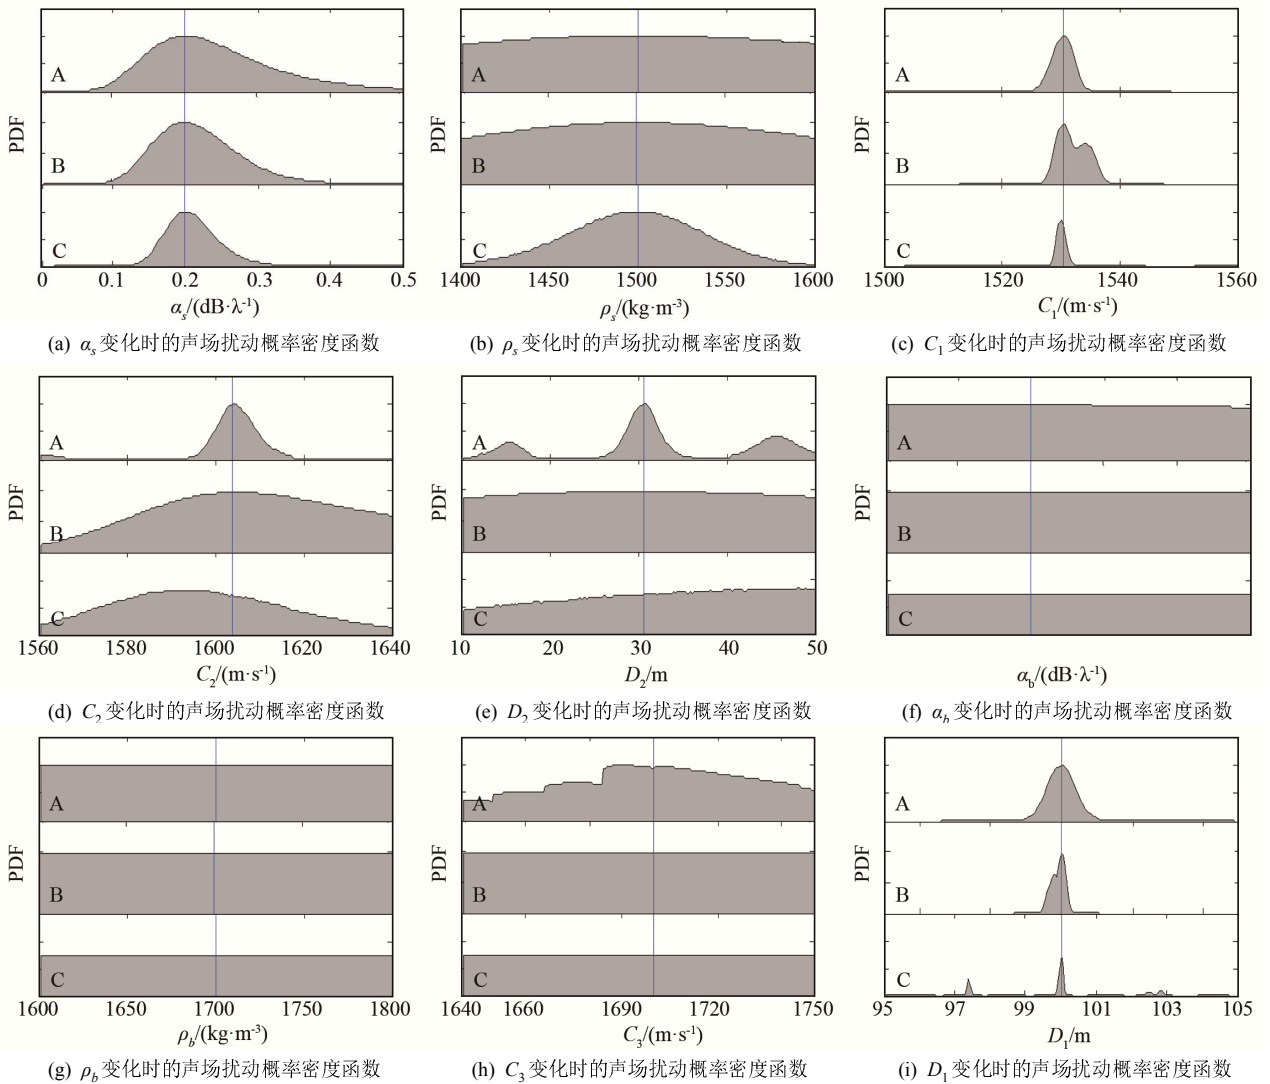 PDF
A
B
C
0 0.1 0.2 0.3 0.4 0.5
αs/(dB·λ-1)
(a) αs 变化时的声场扰动概率密度函数
PDF
A
B
C
1400 1450 1500 1550 1600
ρs/(kg·m-3)
(b) ρs 变化时的声场扰动概率密度函数
PDF
A
B
C
1500 1520 1540 1560
C1/(m·s-1)
(c) C1 变化时的声场扰动概率密度函数
PDF
A
B
C
1560 1580 1600 1620 1640
C2/(m·s-1)
(d) C2 变化时的声场扰动概率密度函数
PDF
A
B
C
10 20 30 40 50
D2/m
(e) D2 变化时的声场扰动概率密度函数
PDF
A
B
C
αb/(dB·λ-1)
(f) αb 变化时的声场扰动概率密度函数
PDF
A
B
C
1600 1650 1700 1750 1800
ρb/(kg·m-3)
(g) ρb 变化时的声场扰动概率密度函数
PDF
A
B
C
1640 1660 1690 1720 1750
C3/(m·s-1)
(h) C3 变化时的声场扰动概率密度函数
PDF
A
B
C
95 97 99 101 103 105
D1/m
(i) D1 变化时的声场扰动概率密度函数